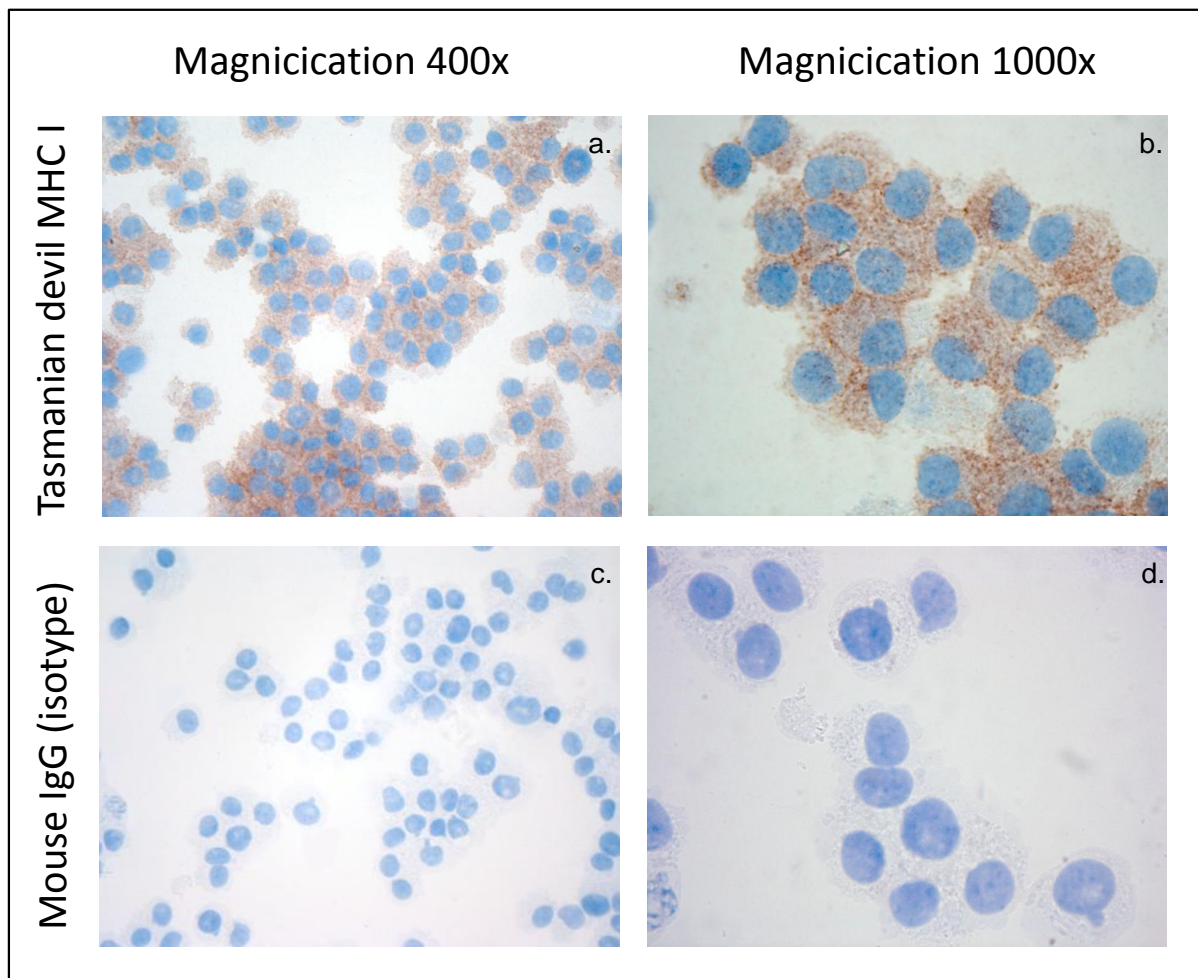 Magnicication 400x
Magnicication 1000x
Tasmanian devil MHC I
a.
b.
Mouse IgG (isotype)
c.
d.